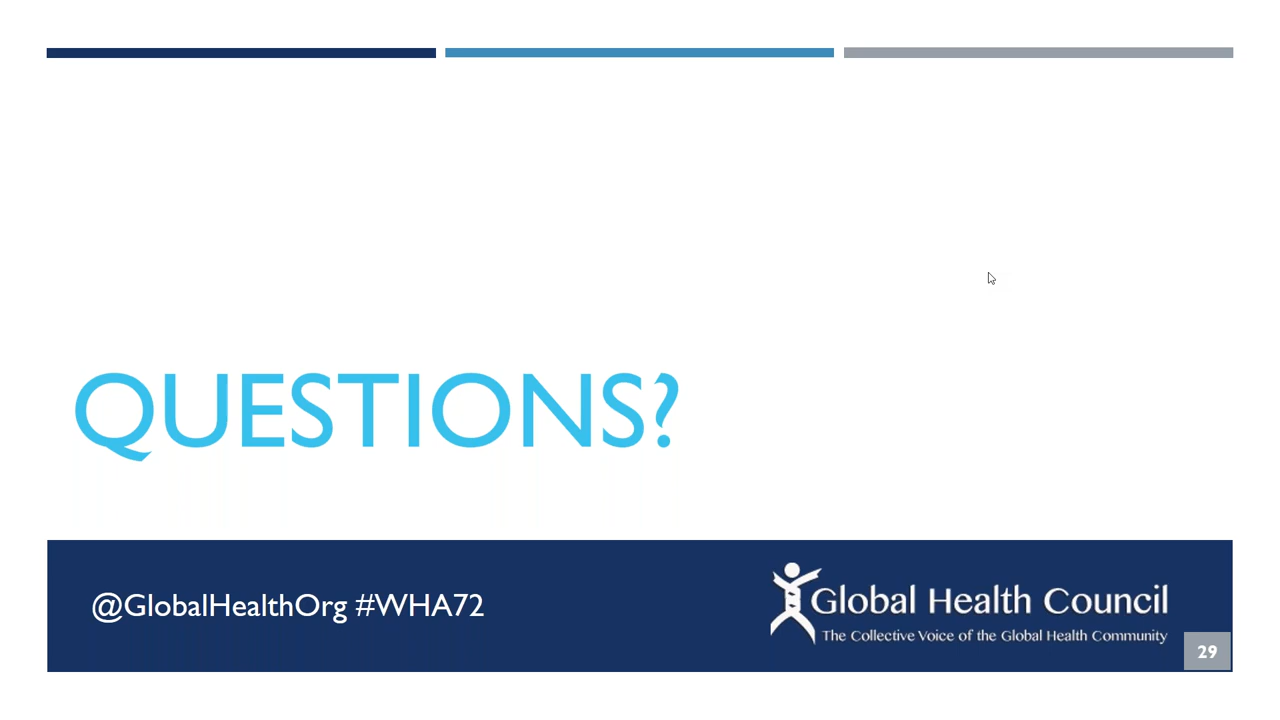 QUESTIONS?
@GlobalHealthOrg #WHA72
Global Health Council
The Collective Voice of the Global Health Community
29